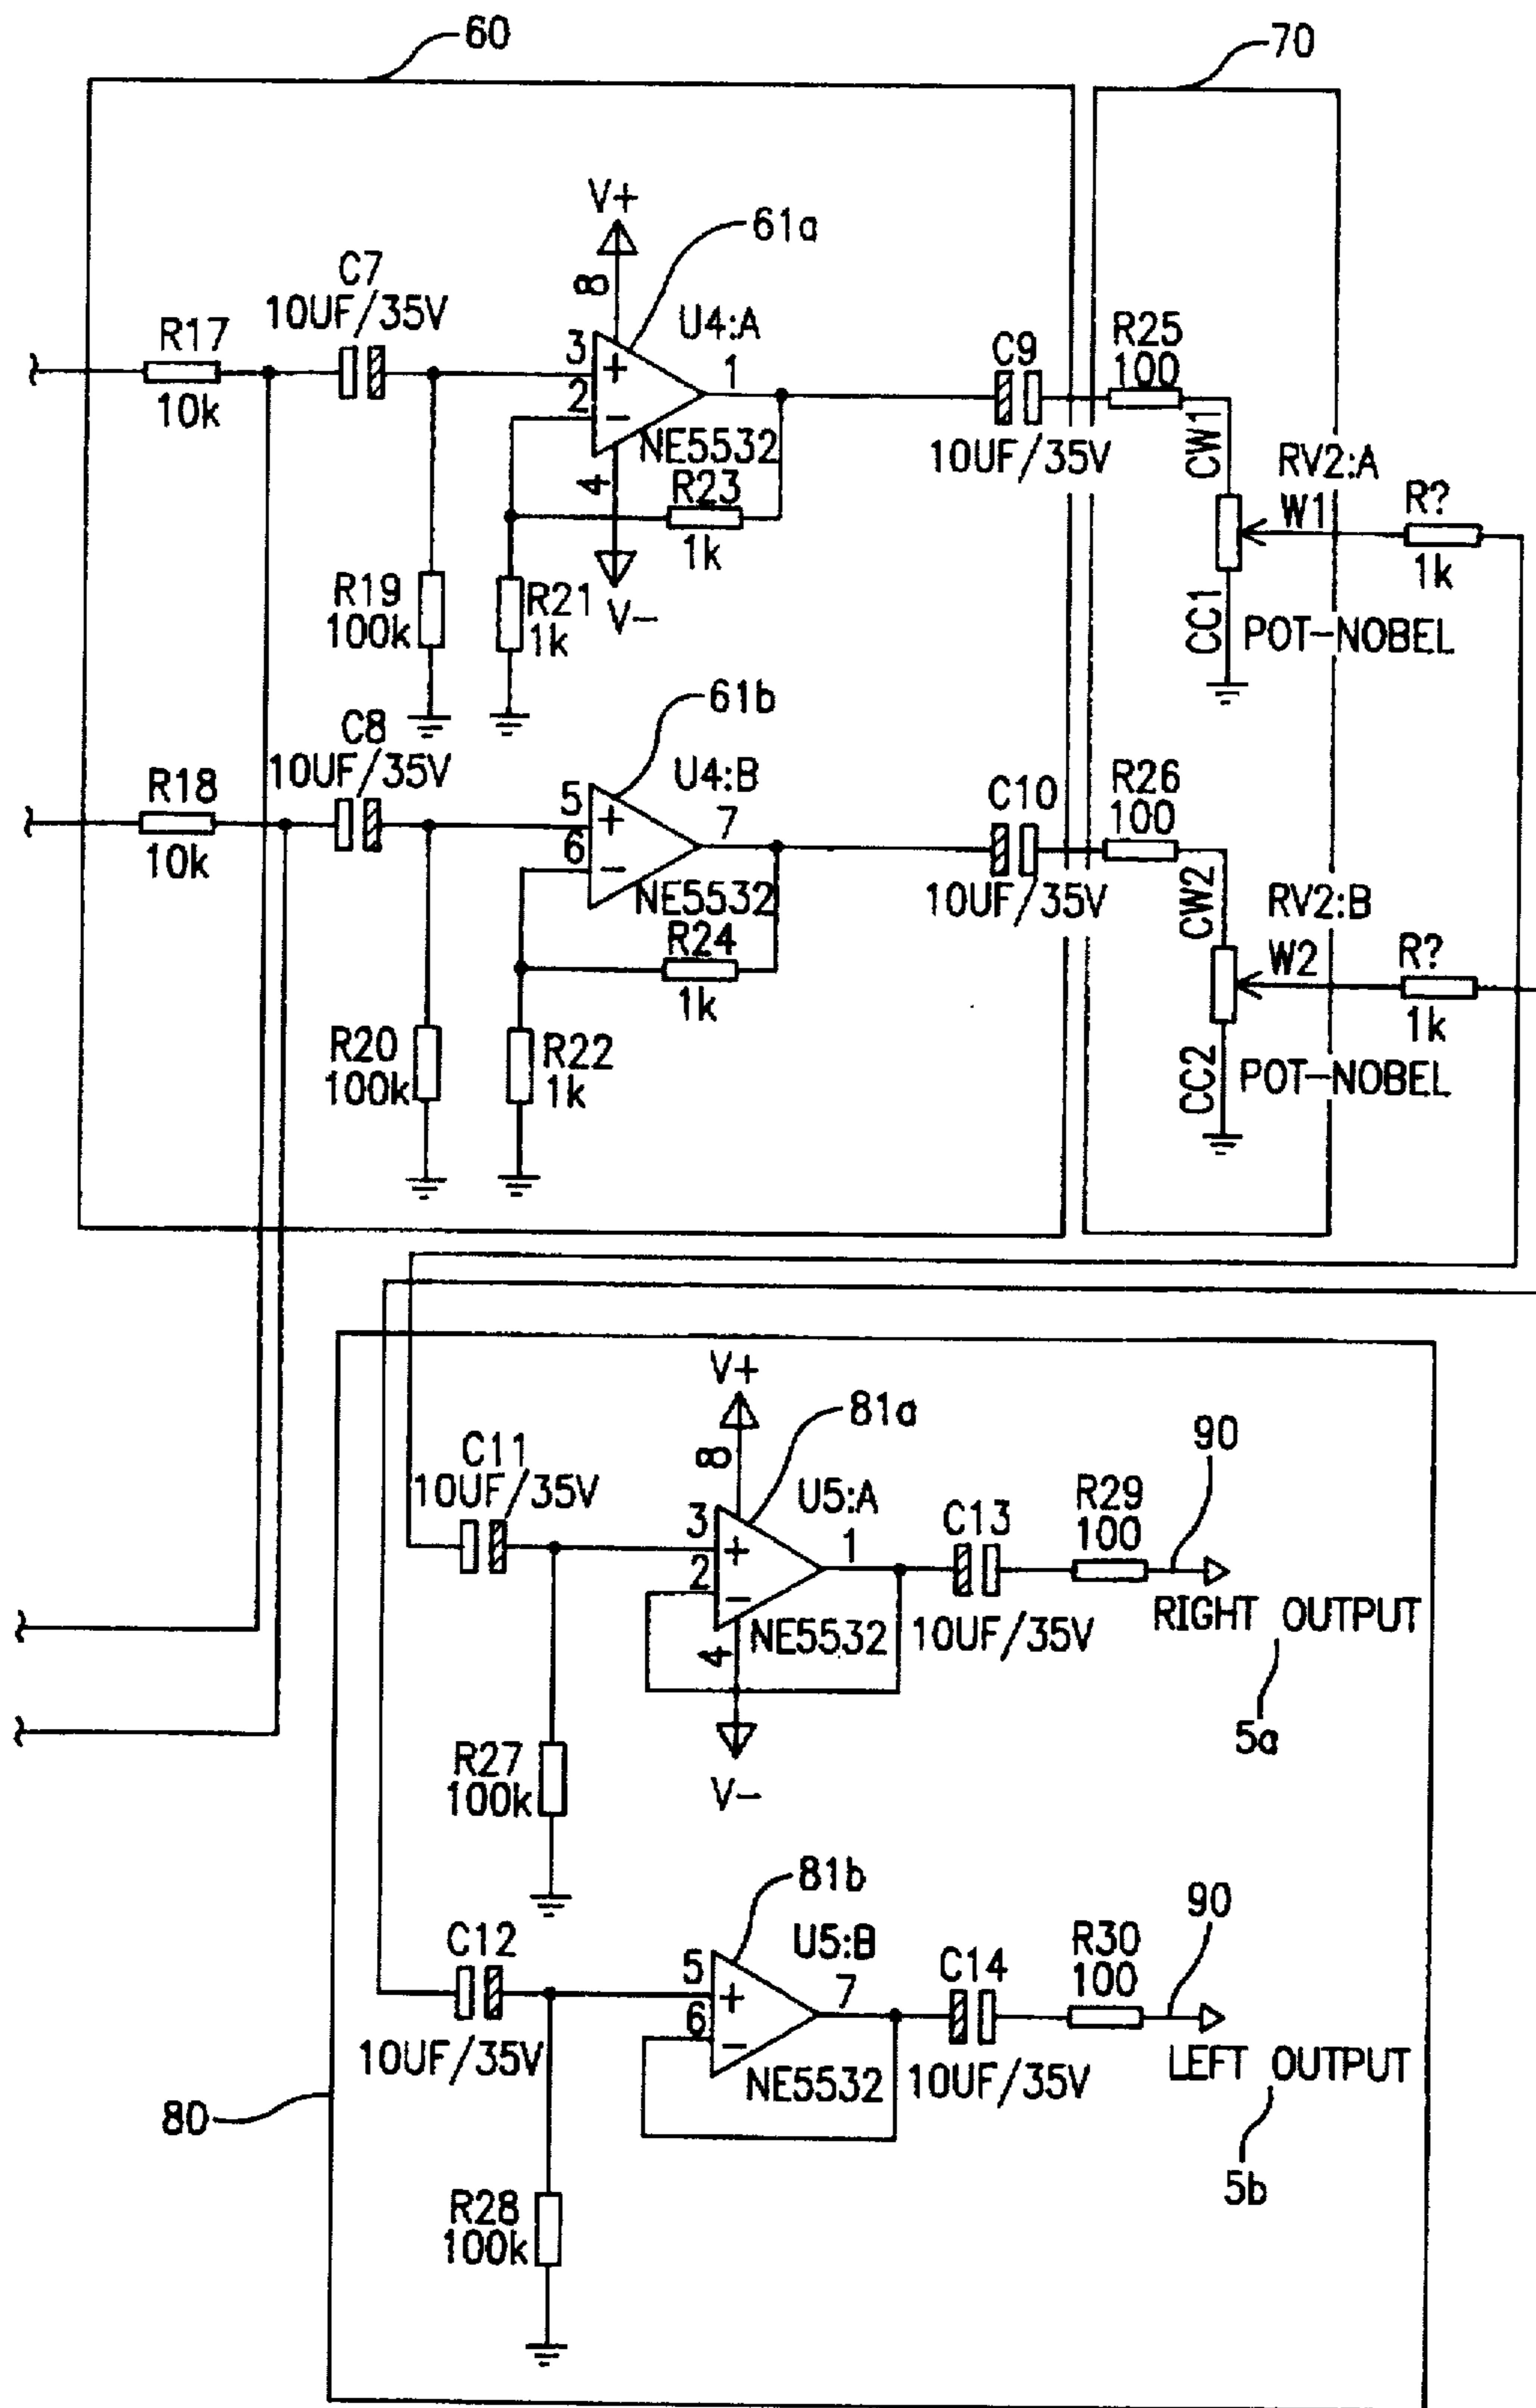 60
70
V+
61a
8
C7
10UF/35V
U4:A
R17
10k
3
+
2
-
1
NE5532
4
R23
1k
C9
10UF/35V
R25
100
CW1
RV2:A
W1
R?
1k
CC1
POT-NOBEL
R19
100k
R21
1k
V-
61b
C8
10UF/35V
U4:B
R18
10k
5
+
6
-
7
NE5532
R24
1k
C10
10UF/35V
R26
100
CW2
RV2:B
W2
R?
1k
CC2
POT-NOBEL
R20
100k
R22
1k
V+
81a
8
90
C11
10UF/35V
U5:A
3
+
2
-
1
NE5532
4
C13
10UF/35V
R29
100
RIGHT OUTPUT
5a
R27
100k
V-
81b
90
C12
10UF/35V
U5:B
5
+
6
-
7
NE5532
C14
10UF/35V
R30
100
LEFT OUTPUT
5b
80
R28
100k